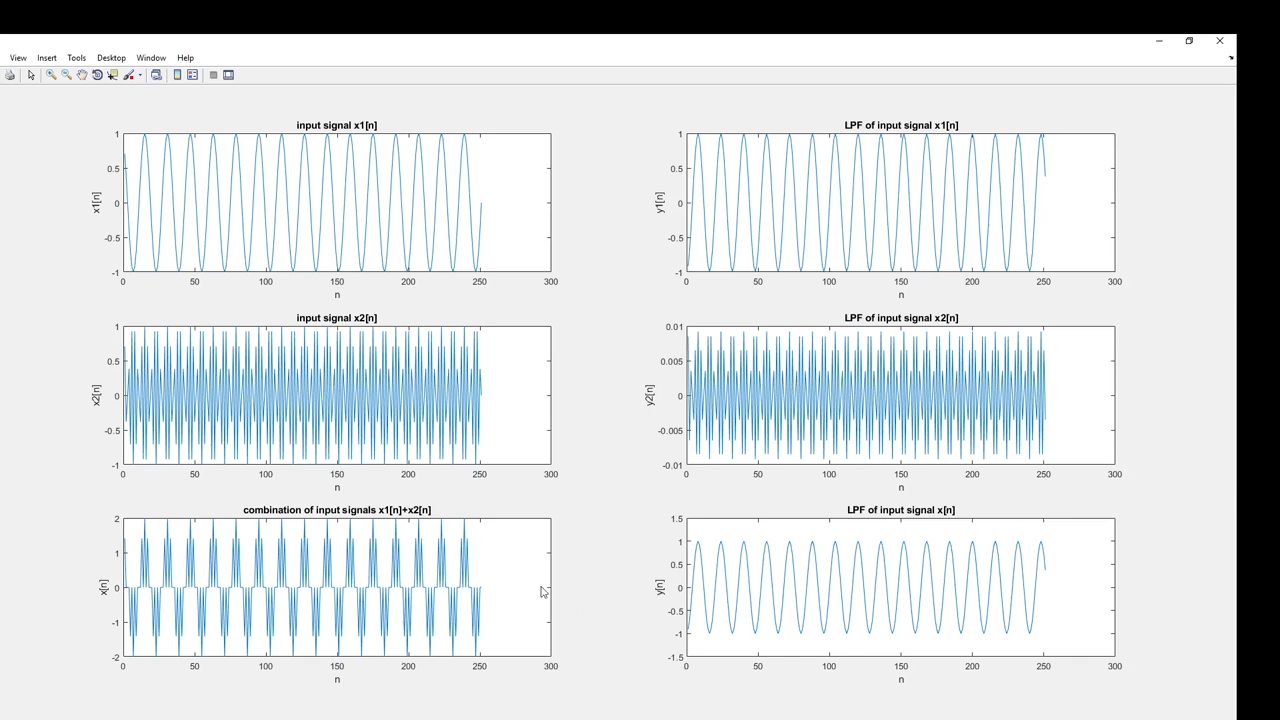 View Insert Tools Desktop Window Help
input signal x1[n]
x1[n]
1
0.5
0
-0.5
-1
0 50 100 150 200 250 300
n
LPF of input signal x1[n]
y1[n]
1
0.5
0
-0.5
-1
0 50 100 150 200 250 300
n
input signal x2[n]
x2[n]
1
0.5
0
-0.5
-1
0 50 100 150 200 250 300
n
LPF of input signal x2[n]
y2[n]
0.01
0.005
0
-0.005
-0.01
0 50 100 150 200 250 300
n
combination of input signals x1[n]+x2[n]
x[n]
2
1
0
-1
-2
0 50 100 150 200 250 300
n
LPF of input signal x[n]
y[n]
1.5
1
0.5
0
-0.5
-1
-1.5
0 50 100 150 200 250 300
n